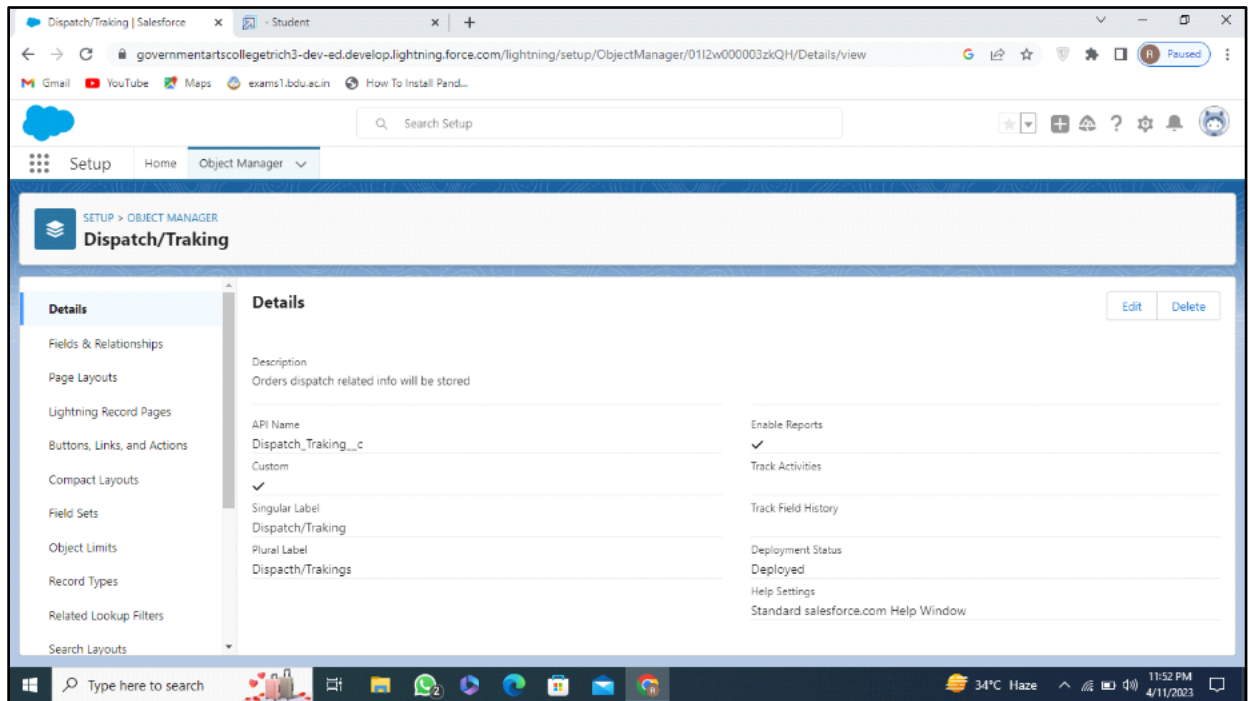 Dispatch/Traking | Salesforce
- Student
governmentartscollegetrich3-dev-ed.develop.lightning.force.com/lightning/setup/ObjectManager/01I2w000003zkQH/Details/view
G
R Paused
Gmail YouTube Maps exams1.bdu.ac.in How To Install Pand...
Search Setup
Setup Home Object Manager
SETUP > OBJECT MANAGER
Dispatch/Traking
Details
Fields & Relationships
Page Layouts
Lightning Record Pages
Buttons, Links, and Actions
Compact Layouts
Field Sets
Object Limits
Record Types
Related Lookup Filters
Search Layouts
Details
Edit Delete
Description
Orders dispatch related info will be stored
API Name
Dispatch_Traking__c
Custom
Singular Label
Dispatch/Traking
Plural Label
Dispacth/Trakings
Enable Reports
Track Activities
Track Field History
Deployment Status
Deployed
Help Settings
Standard salesforce.com Help Window
Type here to search
2
34°C Haze
11:52 PM
4/11/2023